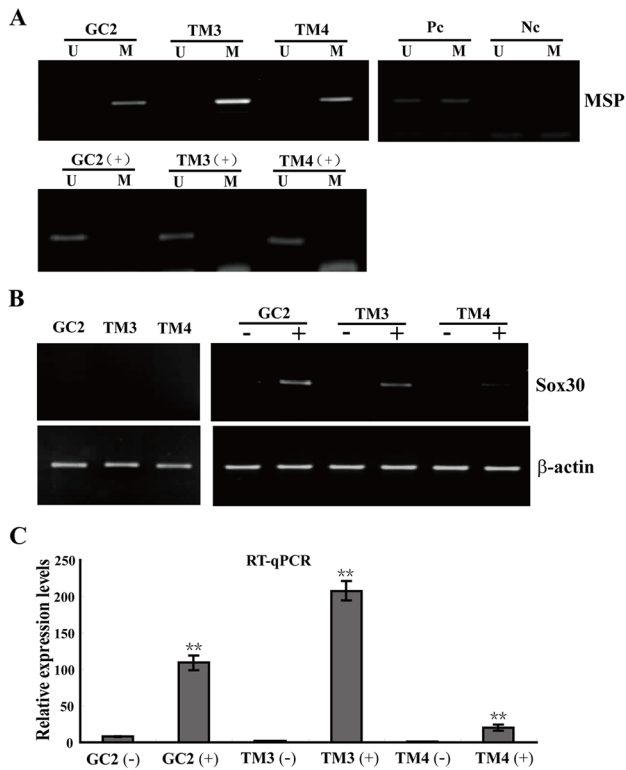 A
GC2 TM3 TM4 Pc Nc
U M U M U M U M U M
MSP
GC2 (+) TM3 (+) TM4 (+)
U M U M U M
B
GC2 TM3 TM4 GC2 TM3 TM4
- + - + - +
Sox30
β-actin
C
RT-qPCR
Relative expression levels
250
200
150
100
50
0
** ** **
GC2 (-) GC2 (+) TM3 (-) TM3 (+) TM4 (-) TM4 (+)